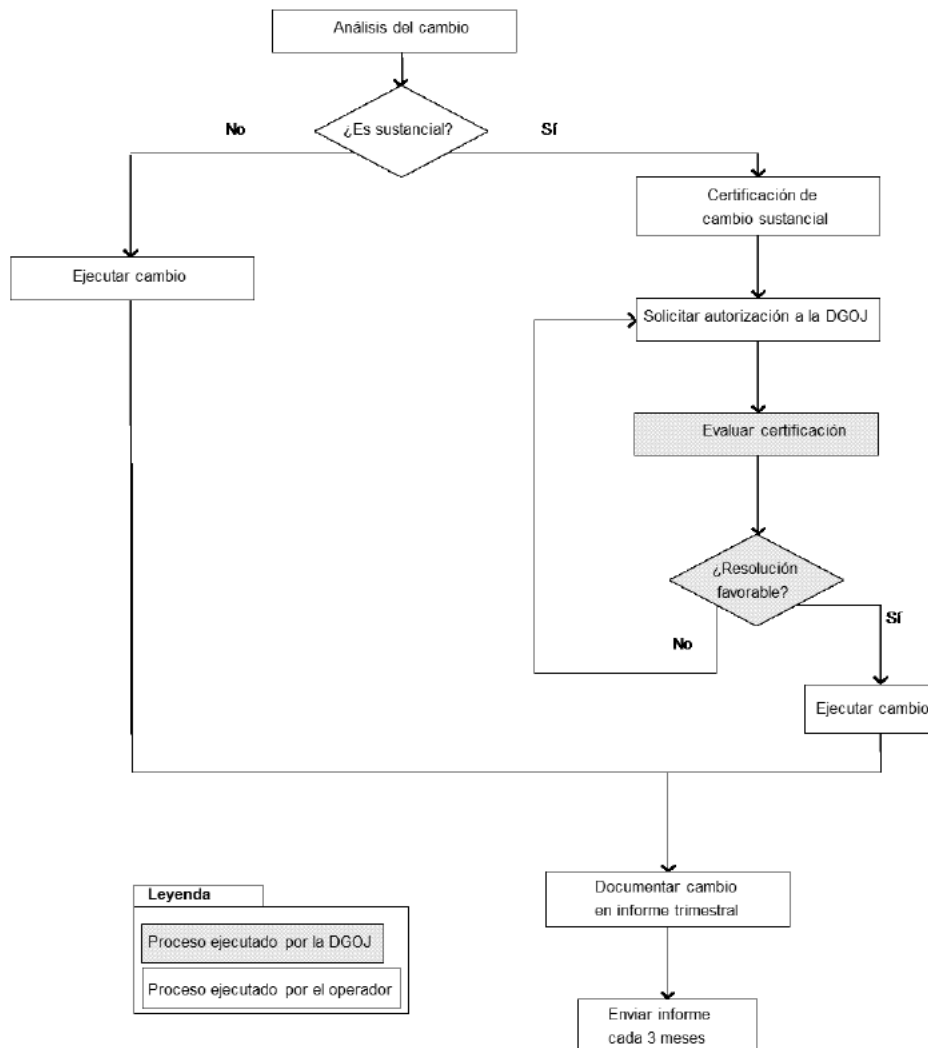 Análisis del cambio
¿Es sustancial?
No
Sí
Certificación de
cambio sustancial
Ejecutar cambio
Solicitar autorización a la DGOJ
Evaluar certificación
¿Resolución
favorable?
No
Sí
Ejecutar cambio
Documentar cambio
en informe trimestral
Enviar informe
cada 3 meses
Leyenda
Proceso ejecutado por la DGOJ
Proceso ejecutado por el operador